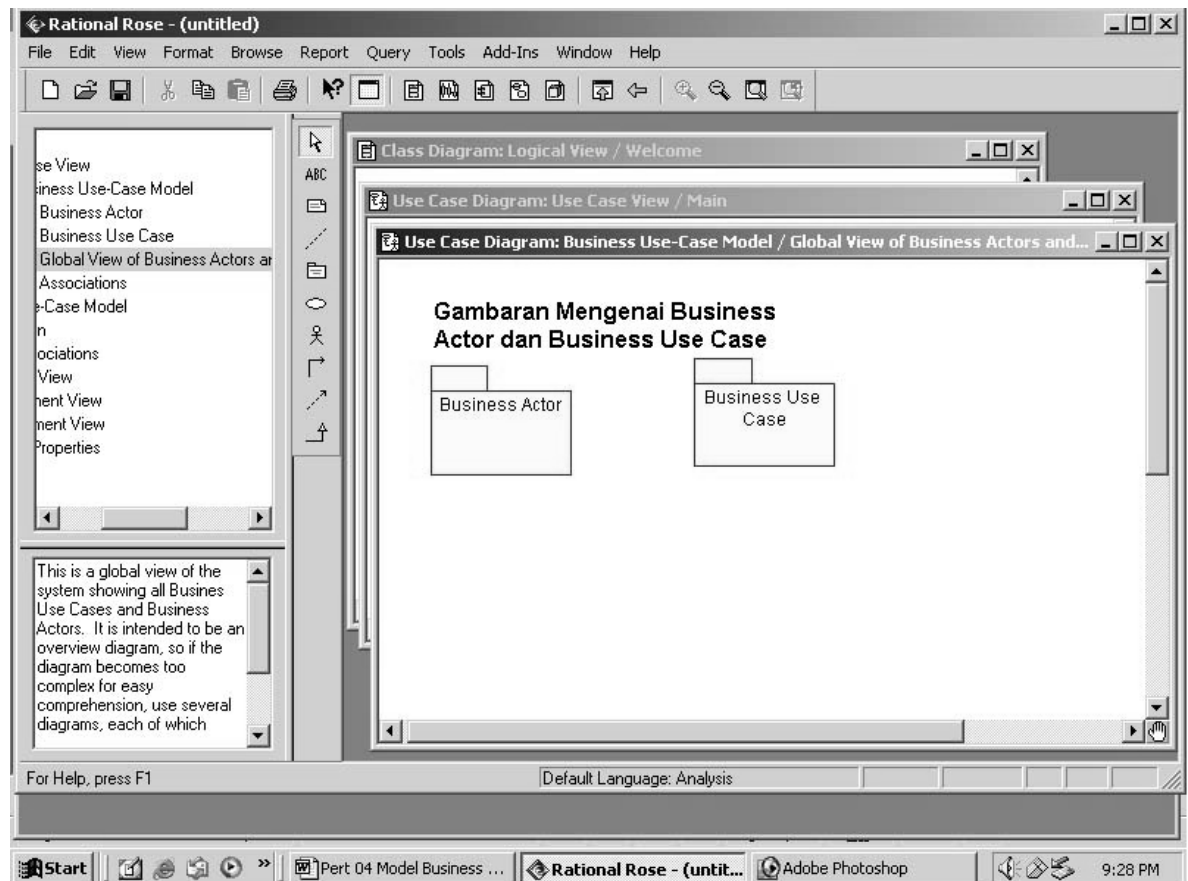 Rational Rose - (untitled)
File Edit View Format Browse Report Query Tools Add-Ins Window Help
se View
iness Use-Case Model
Business Actor
Business Use Case
Global View of Business Actors ar
Associations
e-Case Model
n
ociations
View
nent View
ment View
Properties
This is a global view of the
system showing all Busines
Use Cases and Business
Actors. It is intended to be an
overview diagram, so if the
diagram becomes too
complex for easy
comprehension, use several
diagrams, each of which
ABC
Class Diagram: Logical View / Welcome
Use Case Diagram: Use Case View / Main
Use Case Diagram: Business Use-Case Model / Global View of Business Actors and...
Gambaran Mengenai Business
Actor dan Business Use Case
Business Actor
Business Use
Case
For Help, press F1
Default Language: Analysis
Start
»
Pert 04 Model Business ...
Rational Rose - (untit...
Adobe Photoshop
9:28 PM